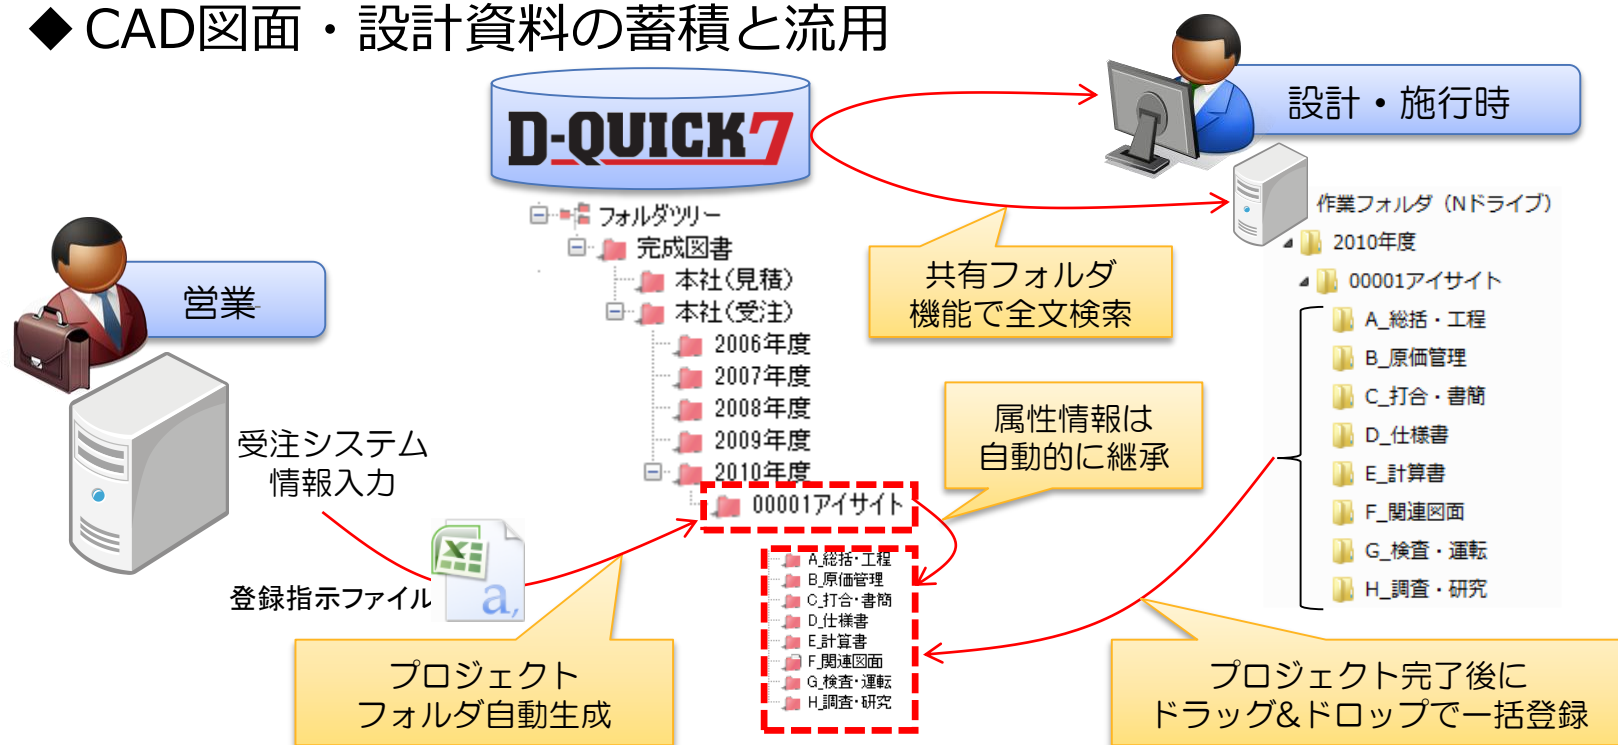 ◆CAD図面・設計資料の蓄積と流用
D-QUICK7
設計・施行時
営業
受注システム
情報入力
登録指示ファイル
a,
プロジェクト
フォルダ自動生成
フォルダツリー
完成図書
本社(見積)
本社(受注)
2006年度
2007年度
2008年度
2009年度
2010年度
00001アイサイト
A_総括・工程
B_原価管理
C_打合・書簡
D_仕様書
E_計算書
F_関連図面
G_検査・運転
H_調査・研究
共有フォルダ
機能で全文検索
属性情報は
自動的に継承
作業フォルダ（Nドライブ）
2010年度
00001アイサイト
A_総括・工程
B_原価管理
C_打合・書簡
D_仕様書
E_計算書
F_関連図面
G_検査・運転
H_調査・研究
プロジェクト完了後に
ドラッグ&ドロップで一括登録